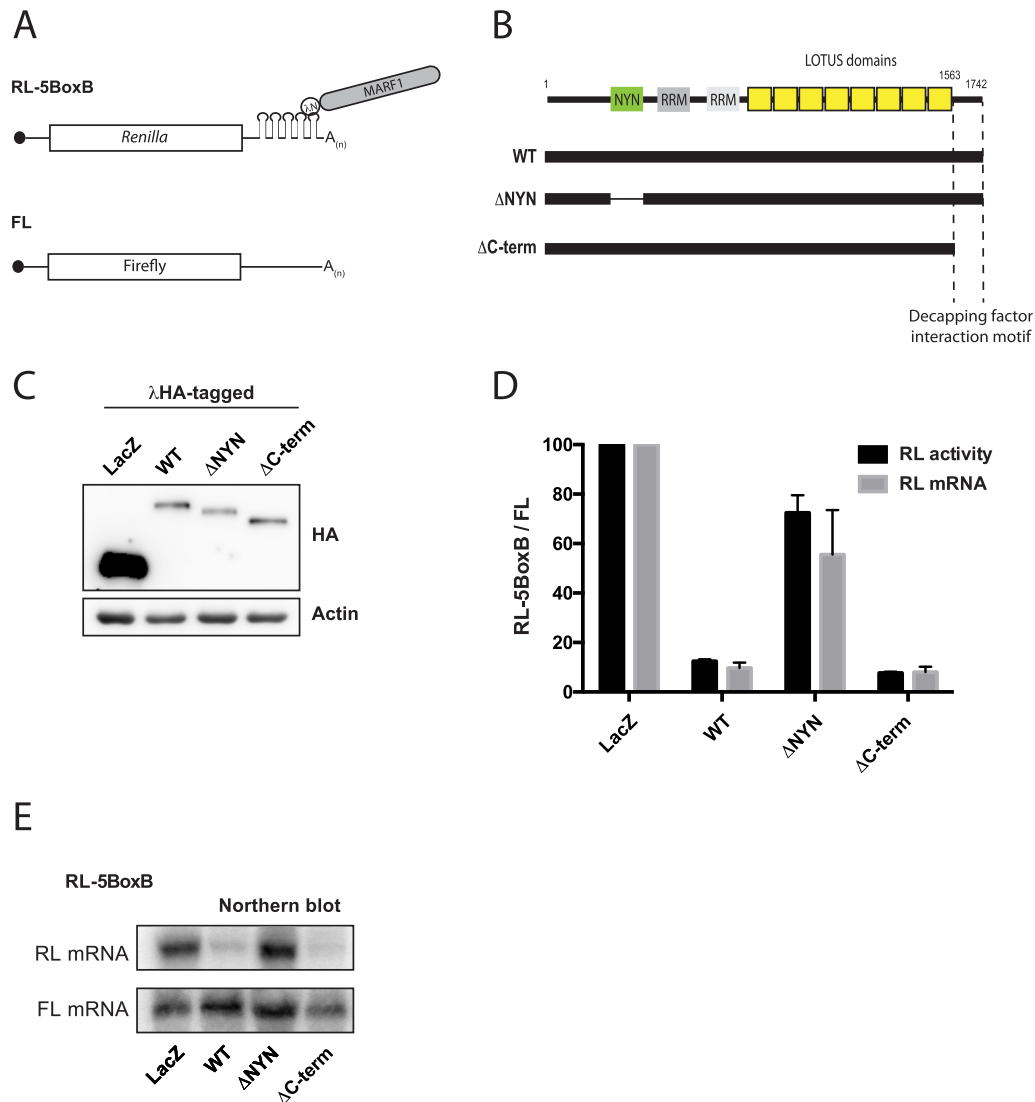 A
RL-5BoxB
λN
MARF1
Renilla
A(n)
FL
Firefly
A(n)
B
LOTUS domains
1
1563
1742
NYN
RRM
RRM
WT
ΔNYN
ΔC-term
Decapping factor
interaction motif
C
λHA-tagged
LacZ
WT
ΔNYN
ΔC-term
HA
Actin
D
RL activity
RL mRNA
RL-5BoxB / FL
100
80
60
40
20
0
LacZ
WT
ΔNYN
ΔC-term
E
RL-5BoxB
Northern blot
RL mRNA
FL mRNA
LacZ
WT
ΔNYN
ΔC-term